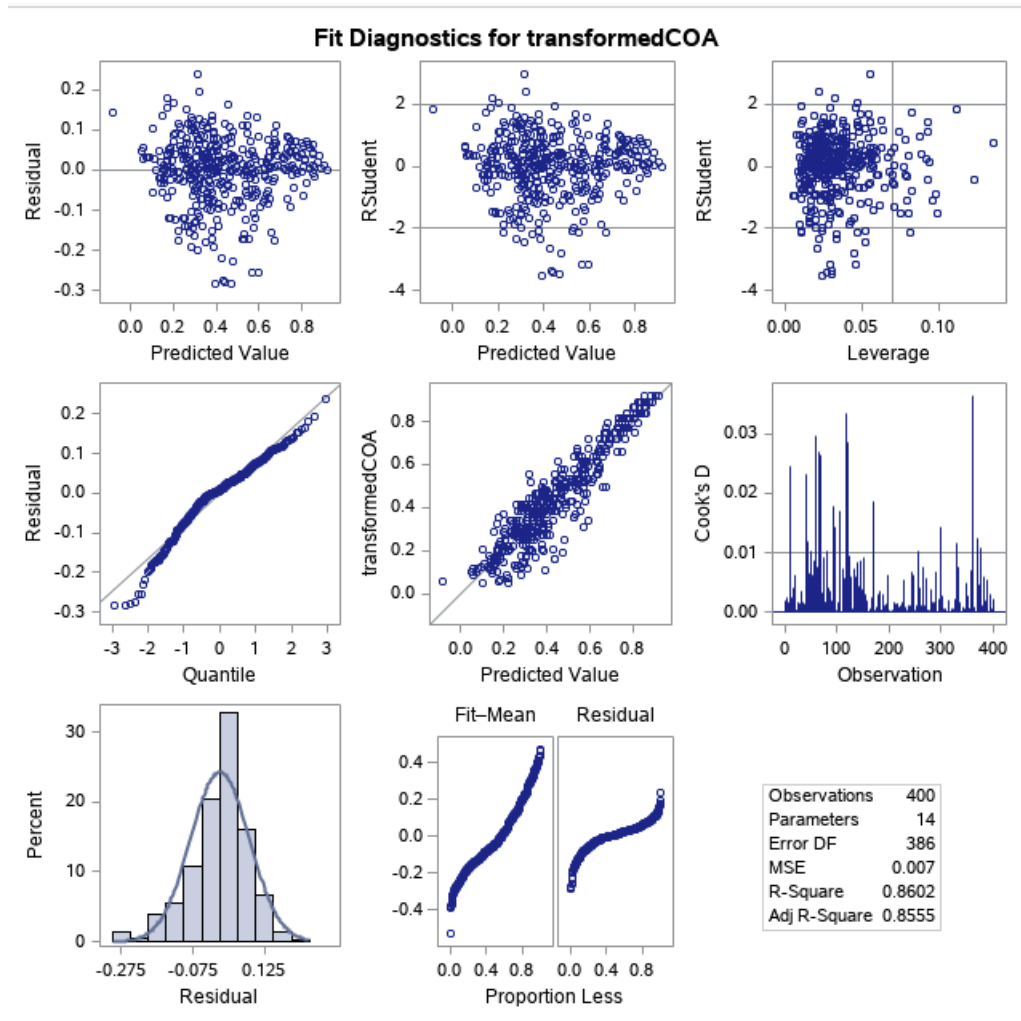 Fit Diagnostics for transformedCOA
Residual
0.2
0.1
0.0
-0.1
-0.2
-0.3
0.0 0.2 0.4 0.6 0.8
Predicted Value
RStudent
2
0
-2
-4
0.0 0.2 0.4 0.6 0.8
Predicted Value
RStudent
2
0
-2
-4
0.00 0.05 0.10
Leverage
Residual
0.2
0.1
0.0
-0.1
-0.2
-0.3
-3 -2 -1 0 1 2 3
Quantile
transformedCOA
0.8
0.6
0.4
0.2
0.0
0.0 0.2 0.4 0.6 0.8
Predicted Value
Cook's D
0.03
0.02
0.01
0.00
0 100 200 300 400
Observation
Percent
30
20
10
0
-0.275 -0.075 0.125
Residual
Fit–Mean Residual
0.4
0.2
0.0
-0.2
-0.4
0.0 0.4 0.8 0.0 0.4 0.8
Proportion Less
Observations 400
Parameters 14
Error DF 386
MSE 0.007
R-Square 0.8602
Adj R-Square 0.8555